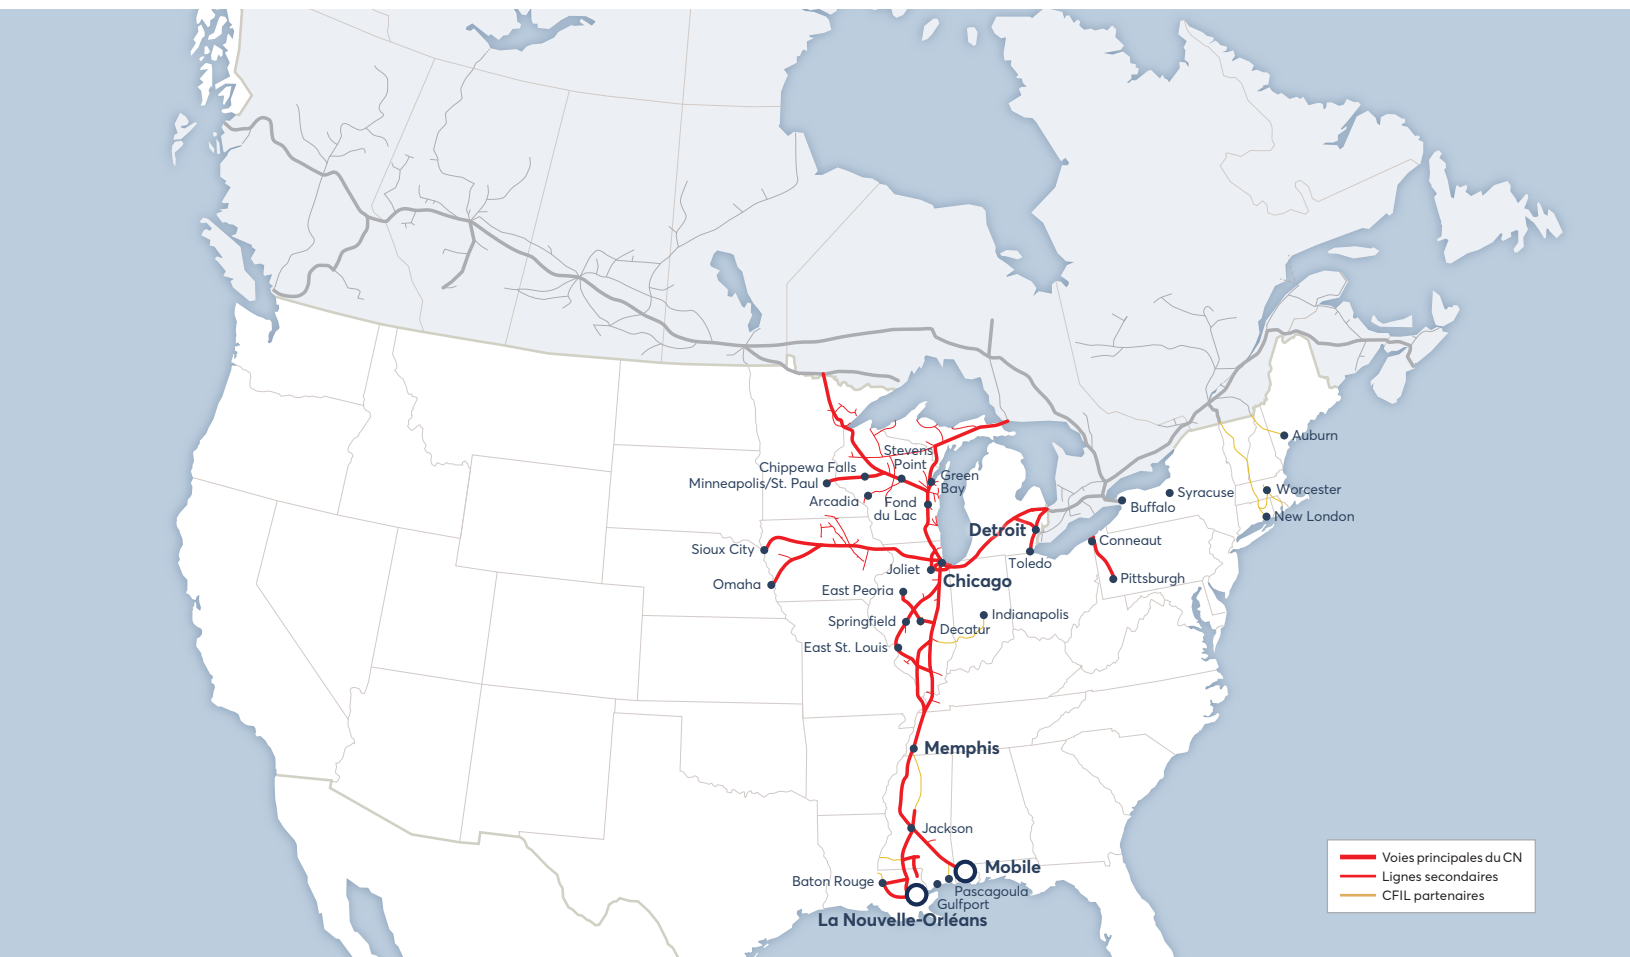 Auburn
Stevens
Point
Chippewa Falls
Green
Bay
Minneapolis/St. Paul
Arcadia
Fond
du Lac
Syracuse
Worcester
Buffalo
New London
Detroit
Conneaut
Sioux City
Toledo
Joliet
Chicago
Pittsburgh
Omaha
East Peoria
Indianapolis
Springfield
Decatur
East St. Louis
Memphis
Jackson
Mobile
Baton Rouge
Pascagoula
Gulfport
La Nouvelle-Orléans
Voies principales du CN
Lignes secondaires
CFIL partenaires